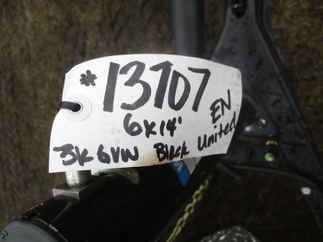 * 13707
6x14'
EN
3k GVW Black United